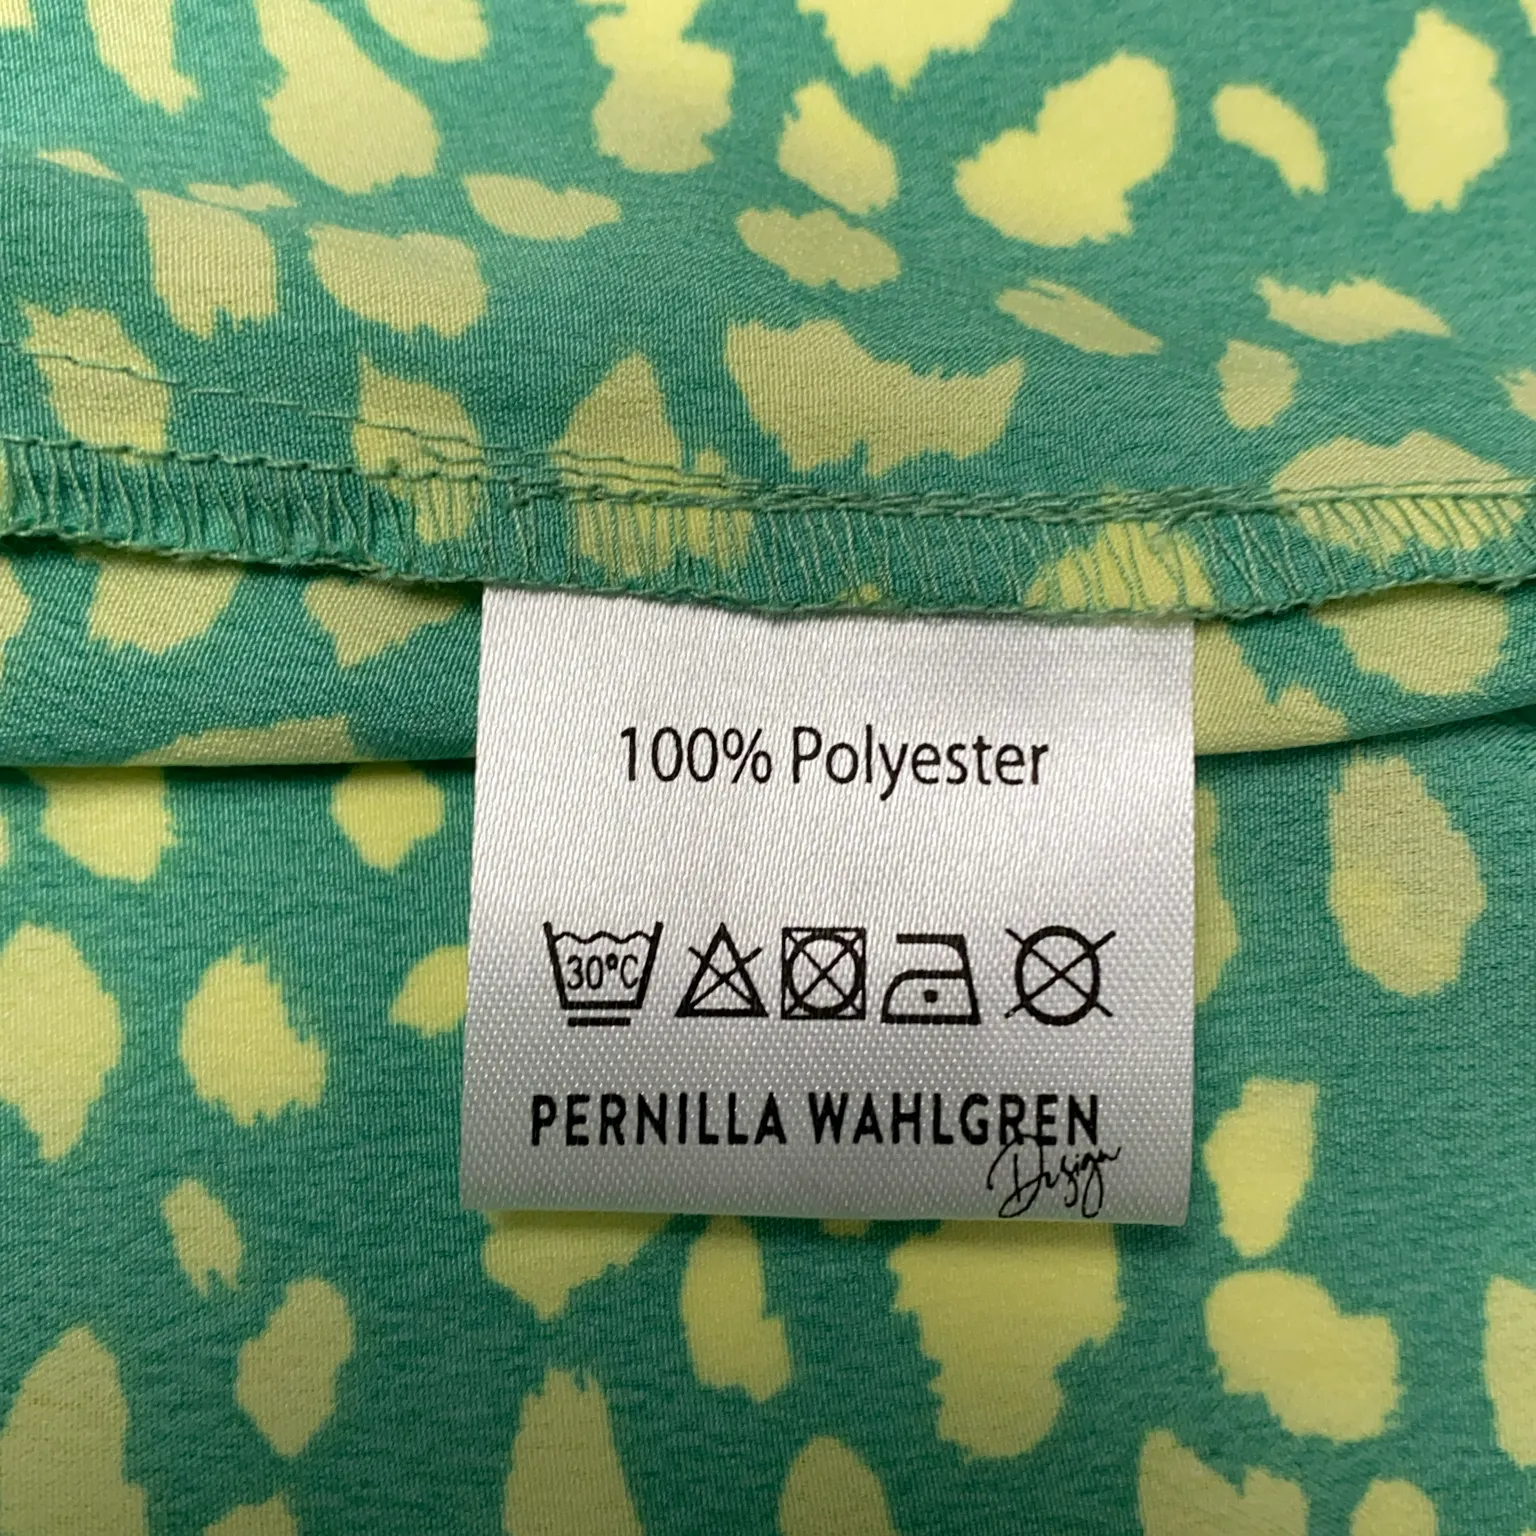 100% Polyester
30°C
PERNILLA WAHLGREN
Design